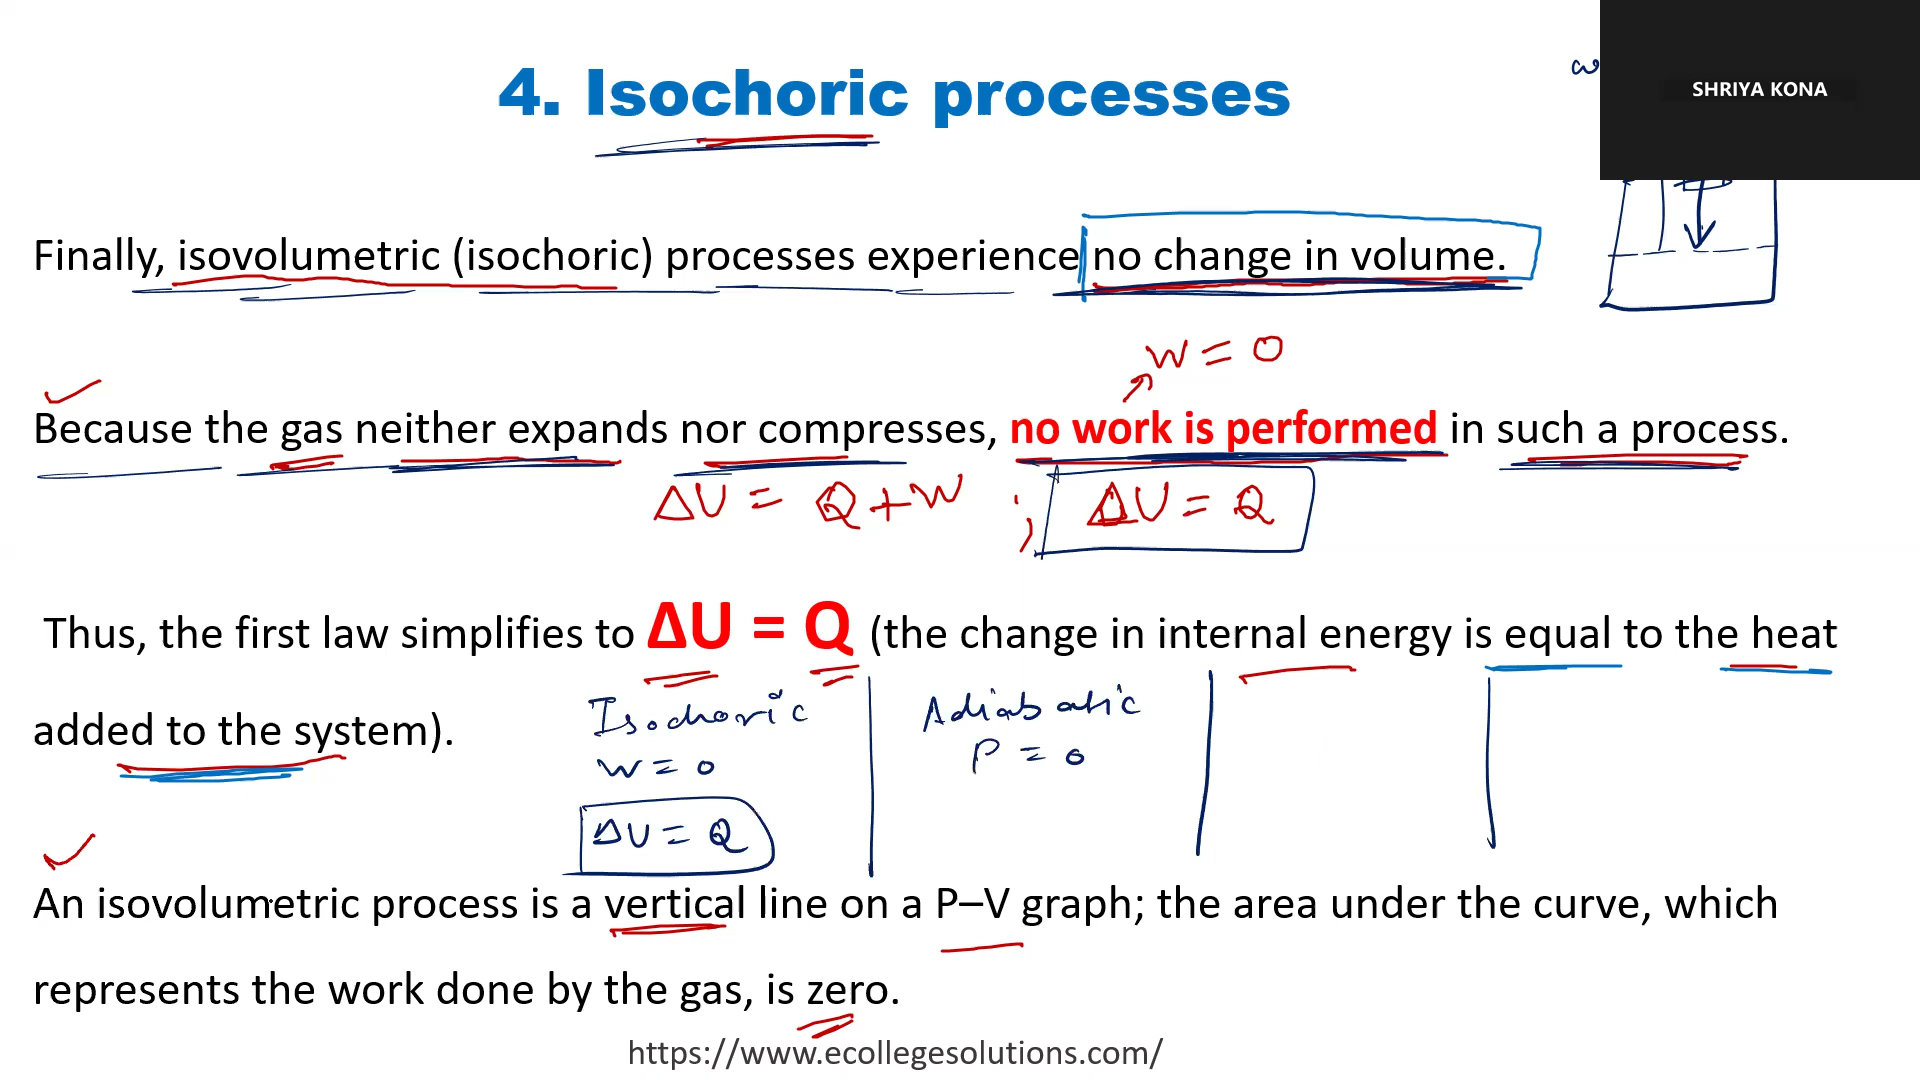 4. Isochoric processes
SHRIYA KONA
Finally, isovolumetric (isochoric) processes experience no change in volume.
W = 0
Because the gas neither expands nor compresses, no work is performed in such a process.
ΔU = Q + W ; ΔU = Q
Thus, the first law simplifies to ΔU = Q (the change in internal energy is equal to the heat
added to the system).
Isochoric
W = 0
ΔU = Q
Adiabatic
P = 0
An isovolumetric process is a vertical line on a P–V graph; the area under the curve, which
represents the work done by the gas, is zero.
https://www.ecollegesolutions.com/